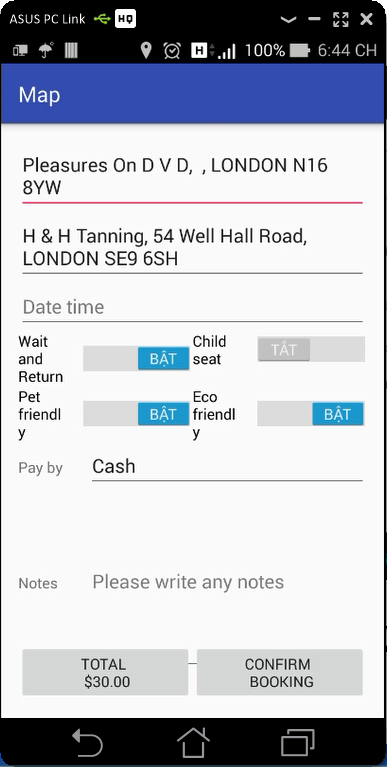 ASUS PC Link HQ
H 100% 6:44 CH
Map
Pleasures On D V D, , LONDON N16
8YW
H & H Tanning, 54 Well Hall Road,
LONDON SE9 6SH
Date time
Wait
and
Return
BẬT
Child
seat
TẮT
Pet
friendl
y
BẬT
Eco
friendl
y
BẬT
Pay by
Cash
Notes
Please write any notes
TOTAL
$30.00
CONFIRM
BOOKING